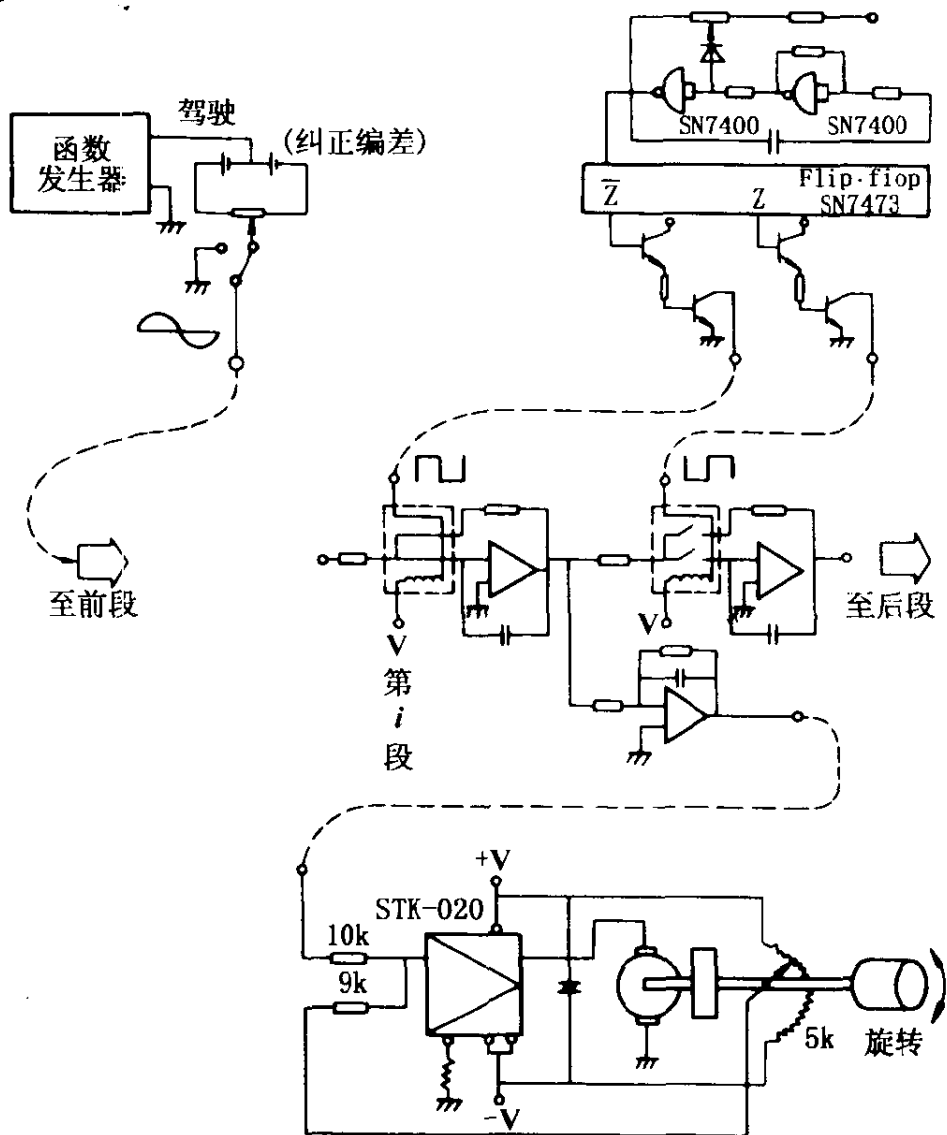 驾驶
函数
发生器
(纠正编差)
SN7400
SN7400
Z̅
Z
Flip·fiop
SN7473
至前段
V
第
i
段
V
至后段
+V
STK-020
10k
9k
5k
旋转
-V